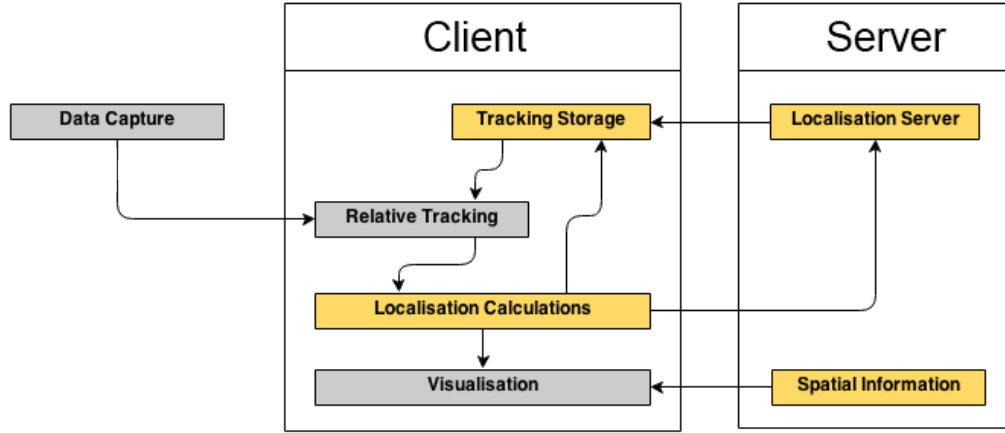 Client
Server
Data Capture
Tracking Storage
Localisation Server
Relative Tracking
Localisation Calculations
Visualisation
Spatial Information